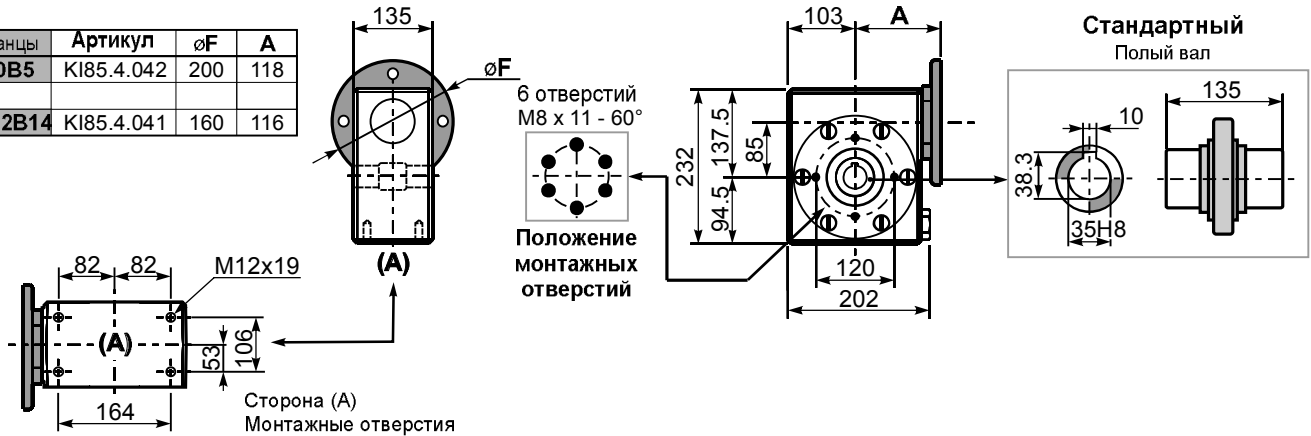 анцы Артикул øF A
0B5 KI85.4.042 200 118
2B14 KI85.4.041 160 116
135
øF
(A)
82 82 M12x19
(A)
53
106
164
Сторона (A)
Монтажные отверстия
6 отверстий
M8 x 11 - 60°
Положение
монтажных
отверстий
103 A
232
137.5
85
94.5
120
202
Стандартный
Полый вал
135
10
38.3
35H8